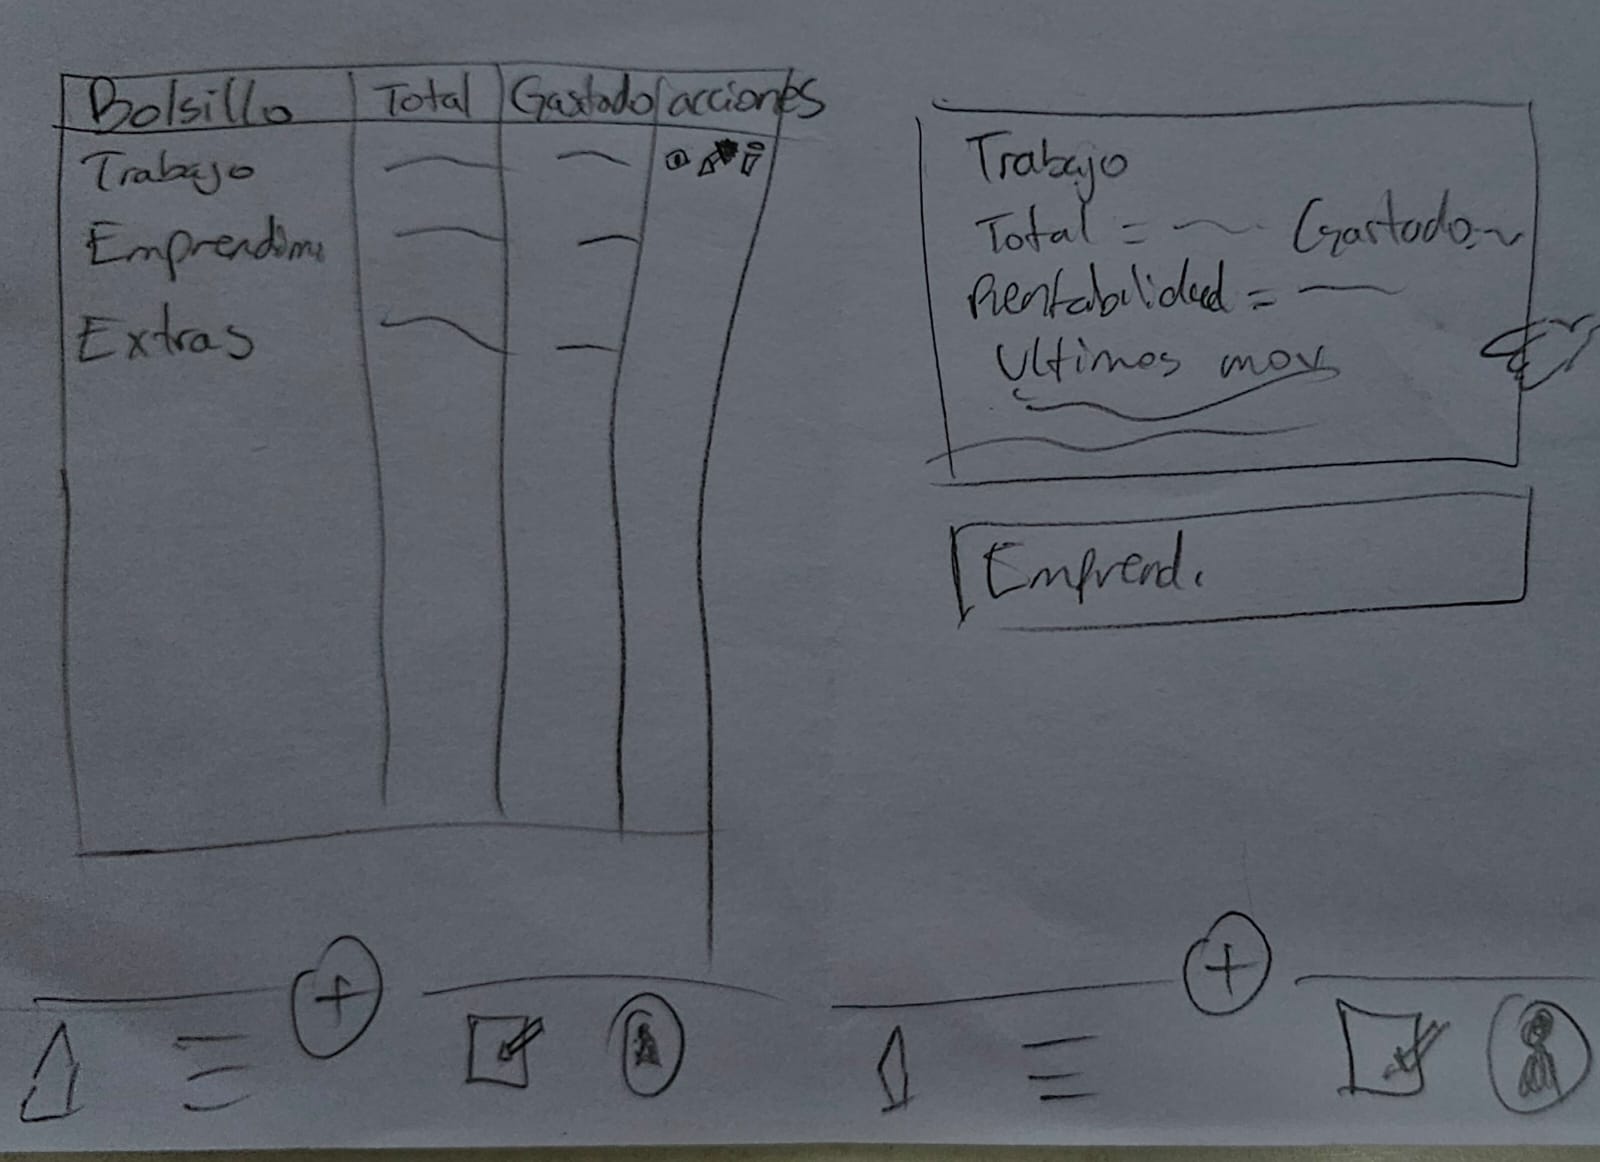 Bolsillo Total Gastado acciones
Trabajo
Emprendim
Extras
Trabajo
Total = Gastado
Rentabilidad =
Ultimos mov
Emprend.